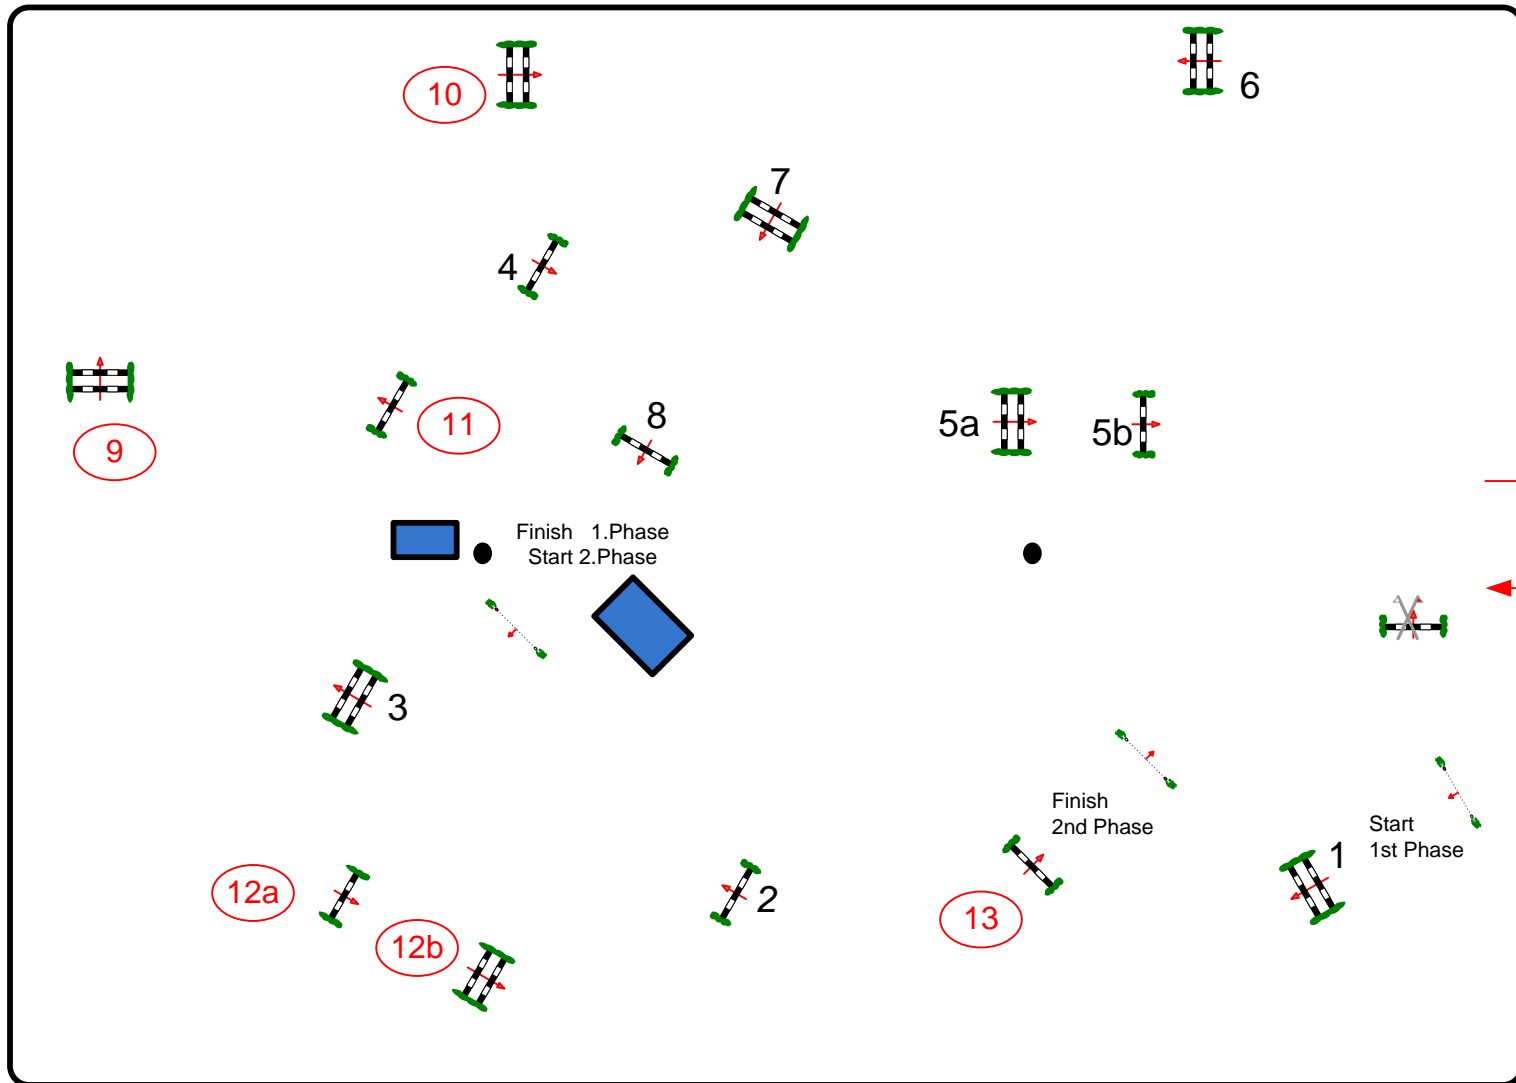 10
6
7
4
9
11
8
5a
5b
Finish 1.Phase
Start 2.Phase
3
Finish
2nd Phase
Start
1st Phase
1
12a
2
13
12b